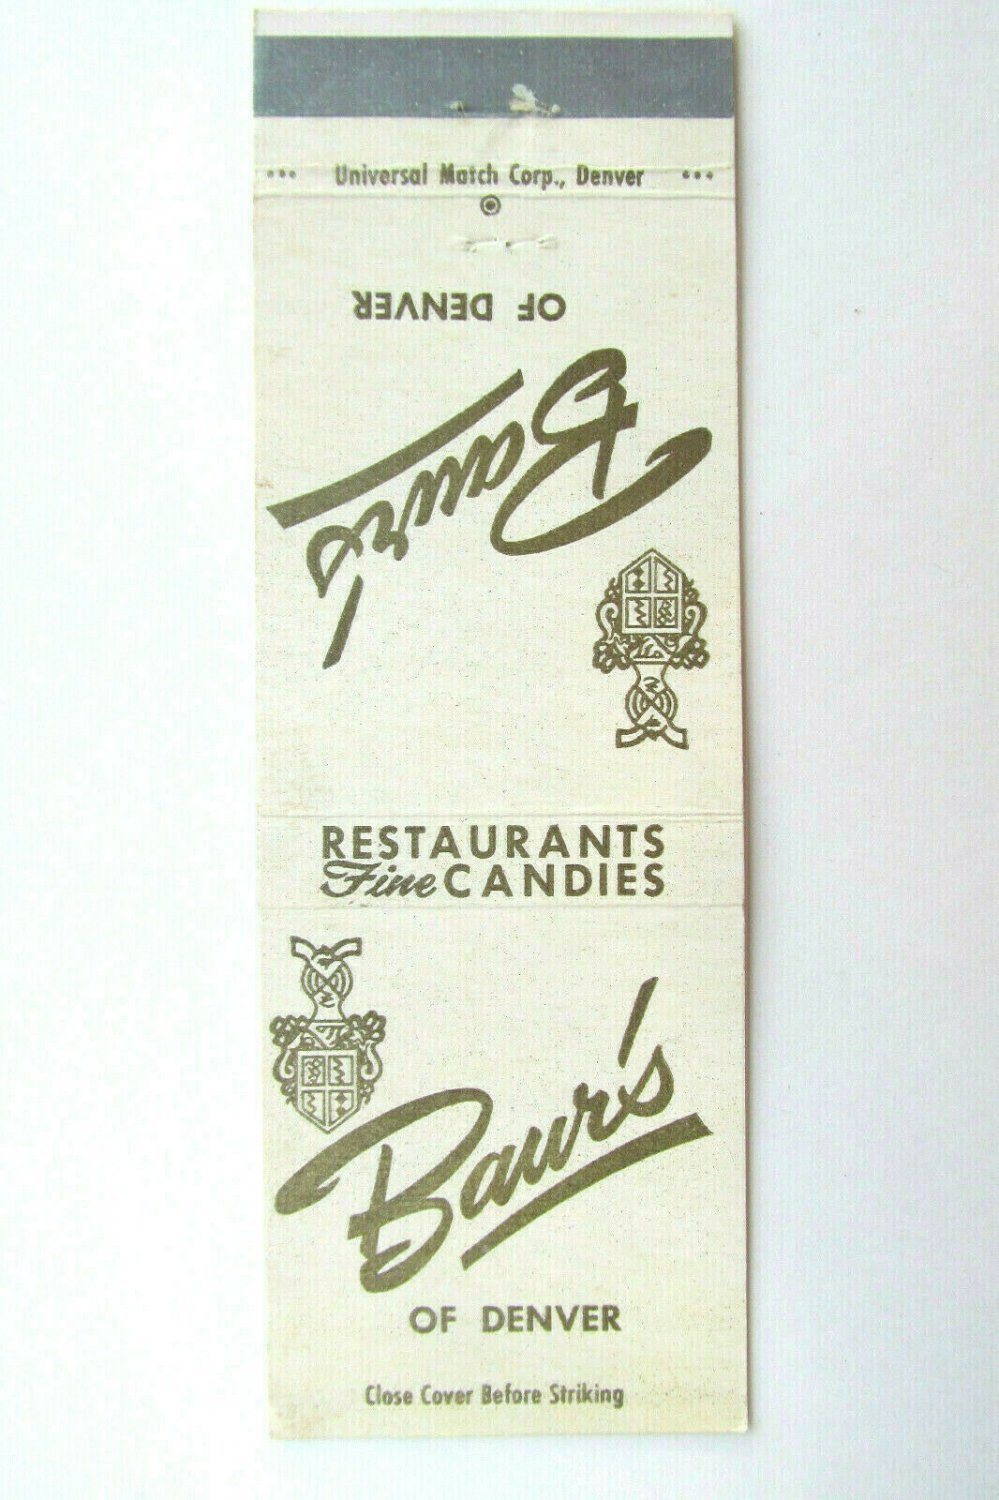 ••• Universal Match Corp., Denver •••
OF DENVER
Baur's
RESTAURANTS
Fine CANDIES
Baur's
OF DENVER
Close Cover Before Striking